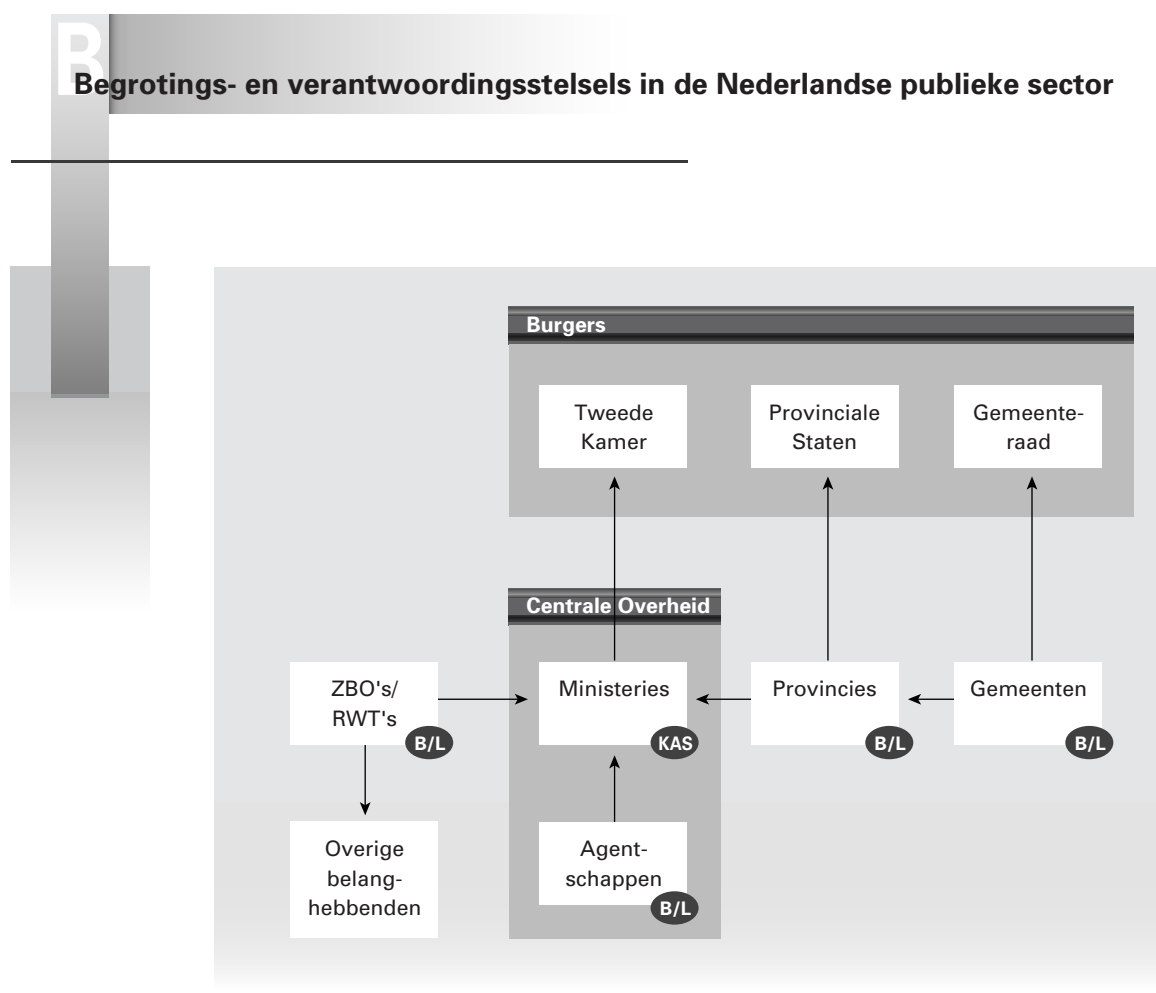 B
Begrotings- en verantwoordingsstelsels in de Nederlandse publieke sector
Burgers
Tweede
Kamer
Provinciale
Staten
Gemeente-
raad
Centrale Overheid
ZBO's/
RWT's
B/L
Ministeries
KAS
Provincies
B/L
Gemeenten
B/L
Overige
belang-
hebbenden
Agent-
schappen
B/L